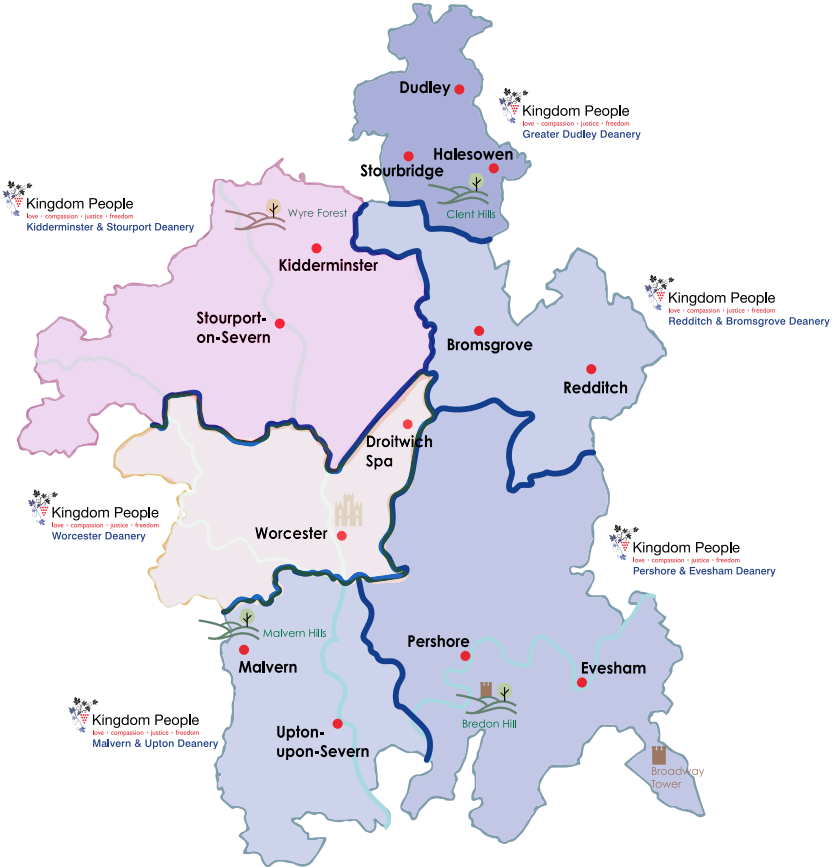 Dudley
Kingdom People
love • compassion • justice • freedom
Greater Dudley Deanery
Halesowen
Stourbridge
Clent Hills
Kingdom People
love • compassion • justice • freedom
Kidderminster & Stourport Deanery
Wyre Forest
Kidderminster
Stourport-
on-Severn
Kingdom People
love • compassion • justice • freedom
Redditch & Bromsgrove Deanery
Bromsgrove
Redditch
Droitwich
Spa
Kingdom People
love • compassion • justice • freedom
Worcester Deanery
Worcester
Kingdom People
love • compassion • justice • freedom
Pershore & Evesham Deanery
Malvern Hills
Malvern
Pershore
Evesham
Bredon Hill
Kingdom People
love • compassion • justice • freedom
Malvern & Upton Deanery
Upton-
upon-Severn
Broadway
Tower